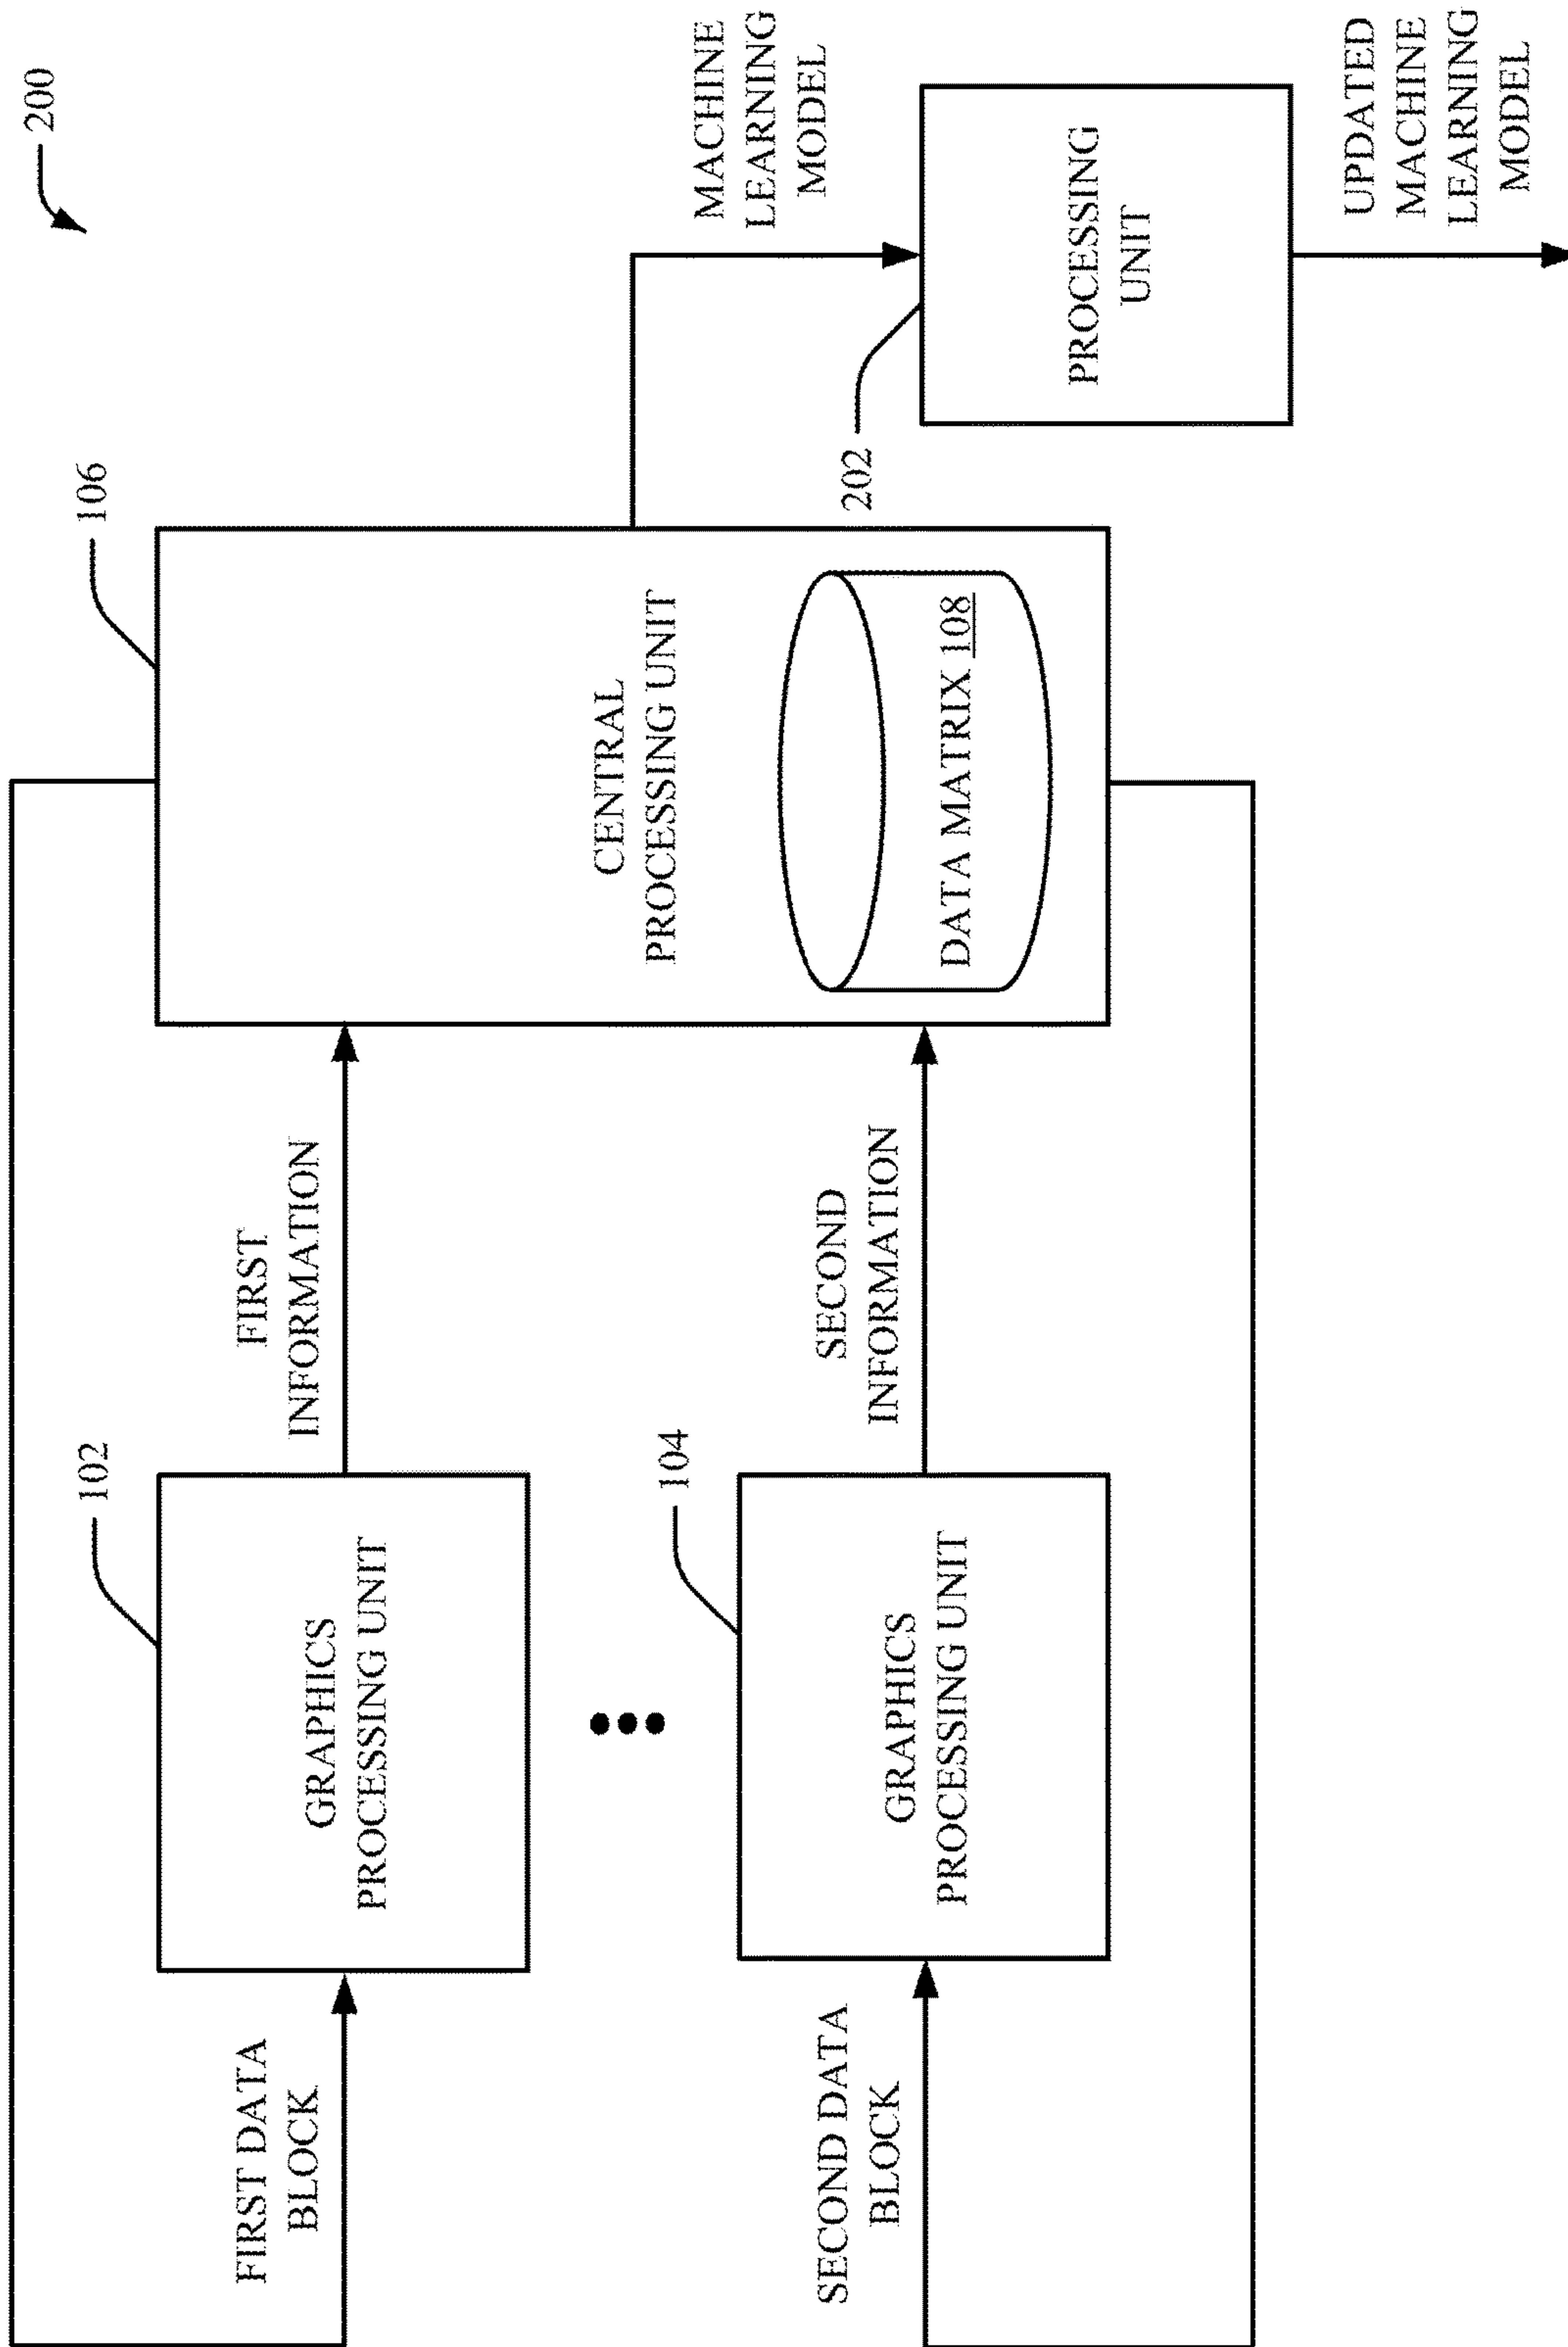 200
106
102
104
202
FIRST DATA
BLOCK
GRAPHICS
PROCESSING UNIT
FIRST
INFORMATION
CENTRAL
PROCESSING UNIT
DATA MATRIX 108
SECOND DATA
BLOCK
GRAPHICS
PROCESSING UNIT
SECOND
INFORMATION
MACHINE
LEARNING
MODEL
PROCESSING
UNIT
UPDATED
MACHINE
LEARNING
MODEL